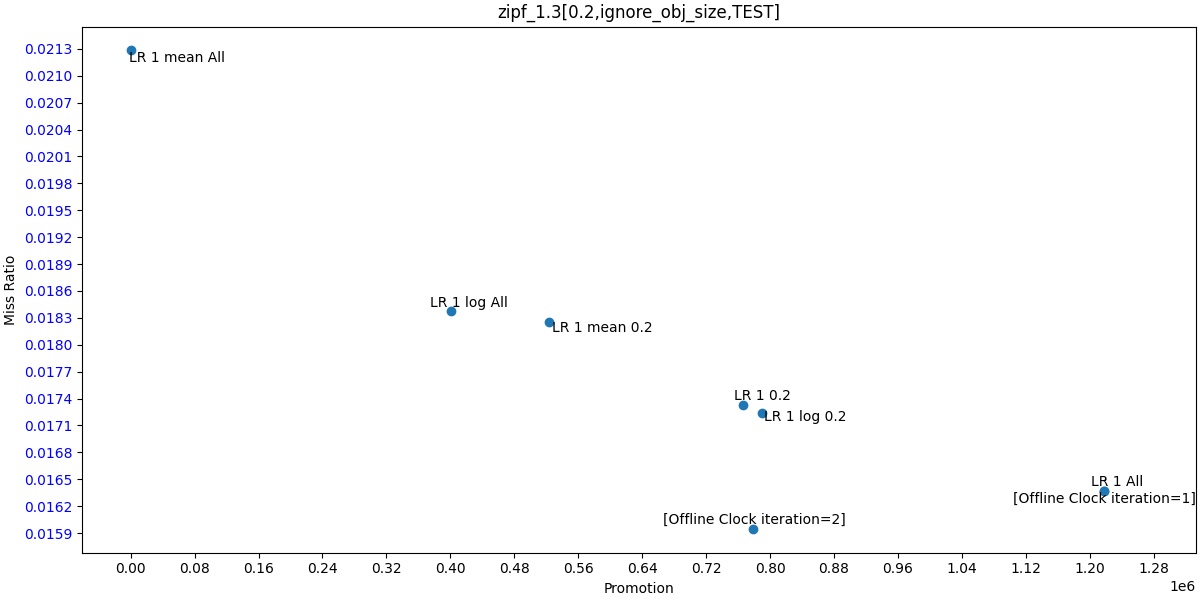 zipf_1.3[0.2,ignore_obj_size,TEST]
0.0213
0.0210
0.0207
0.0204
0.0201
0.0198
0.0195
0.0192
0.0189
0.0186
0.0183
0.0180
0.0177
0.0174
0.0171
0.0168
0.0165
0.0162
0.0159
Miss Ratio
LR 1 mean All
LR 1 log All
LR 1 mean 0.2
LR 1 0.2
LR 1 log 0.2
LR 1 All
[Offline Clock iteration=1]
[Offline Clock iteration=2]
0.00 0.08 0.16 0.24 0.32 0.40 0.48 0.56 0.64 0.72 0.80 0.88 0.96 1.04 1.12 1.20 1.28
1e6
Promotion